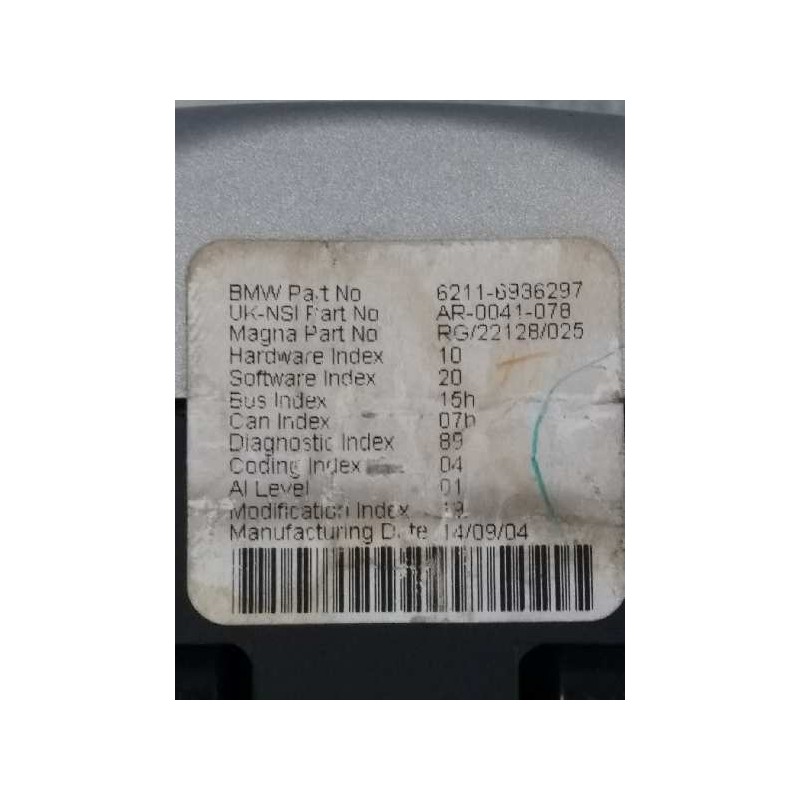 BMW Part No 6211-6936297
UK-NSI Part No AR-0041-078
Magna Part No RG/22128/025
Hardware Index 10
Software Index 20
Bus Index 15h
Can Index 07h
Diagnostic Index 89
Coding Index 04
AI Level 01
Modification Index 19
Manufacturing Date 14/09/04